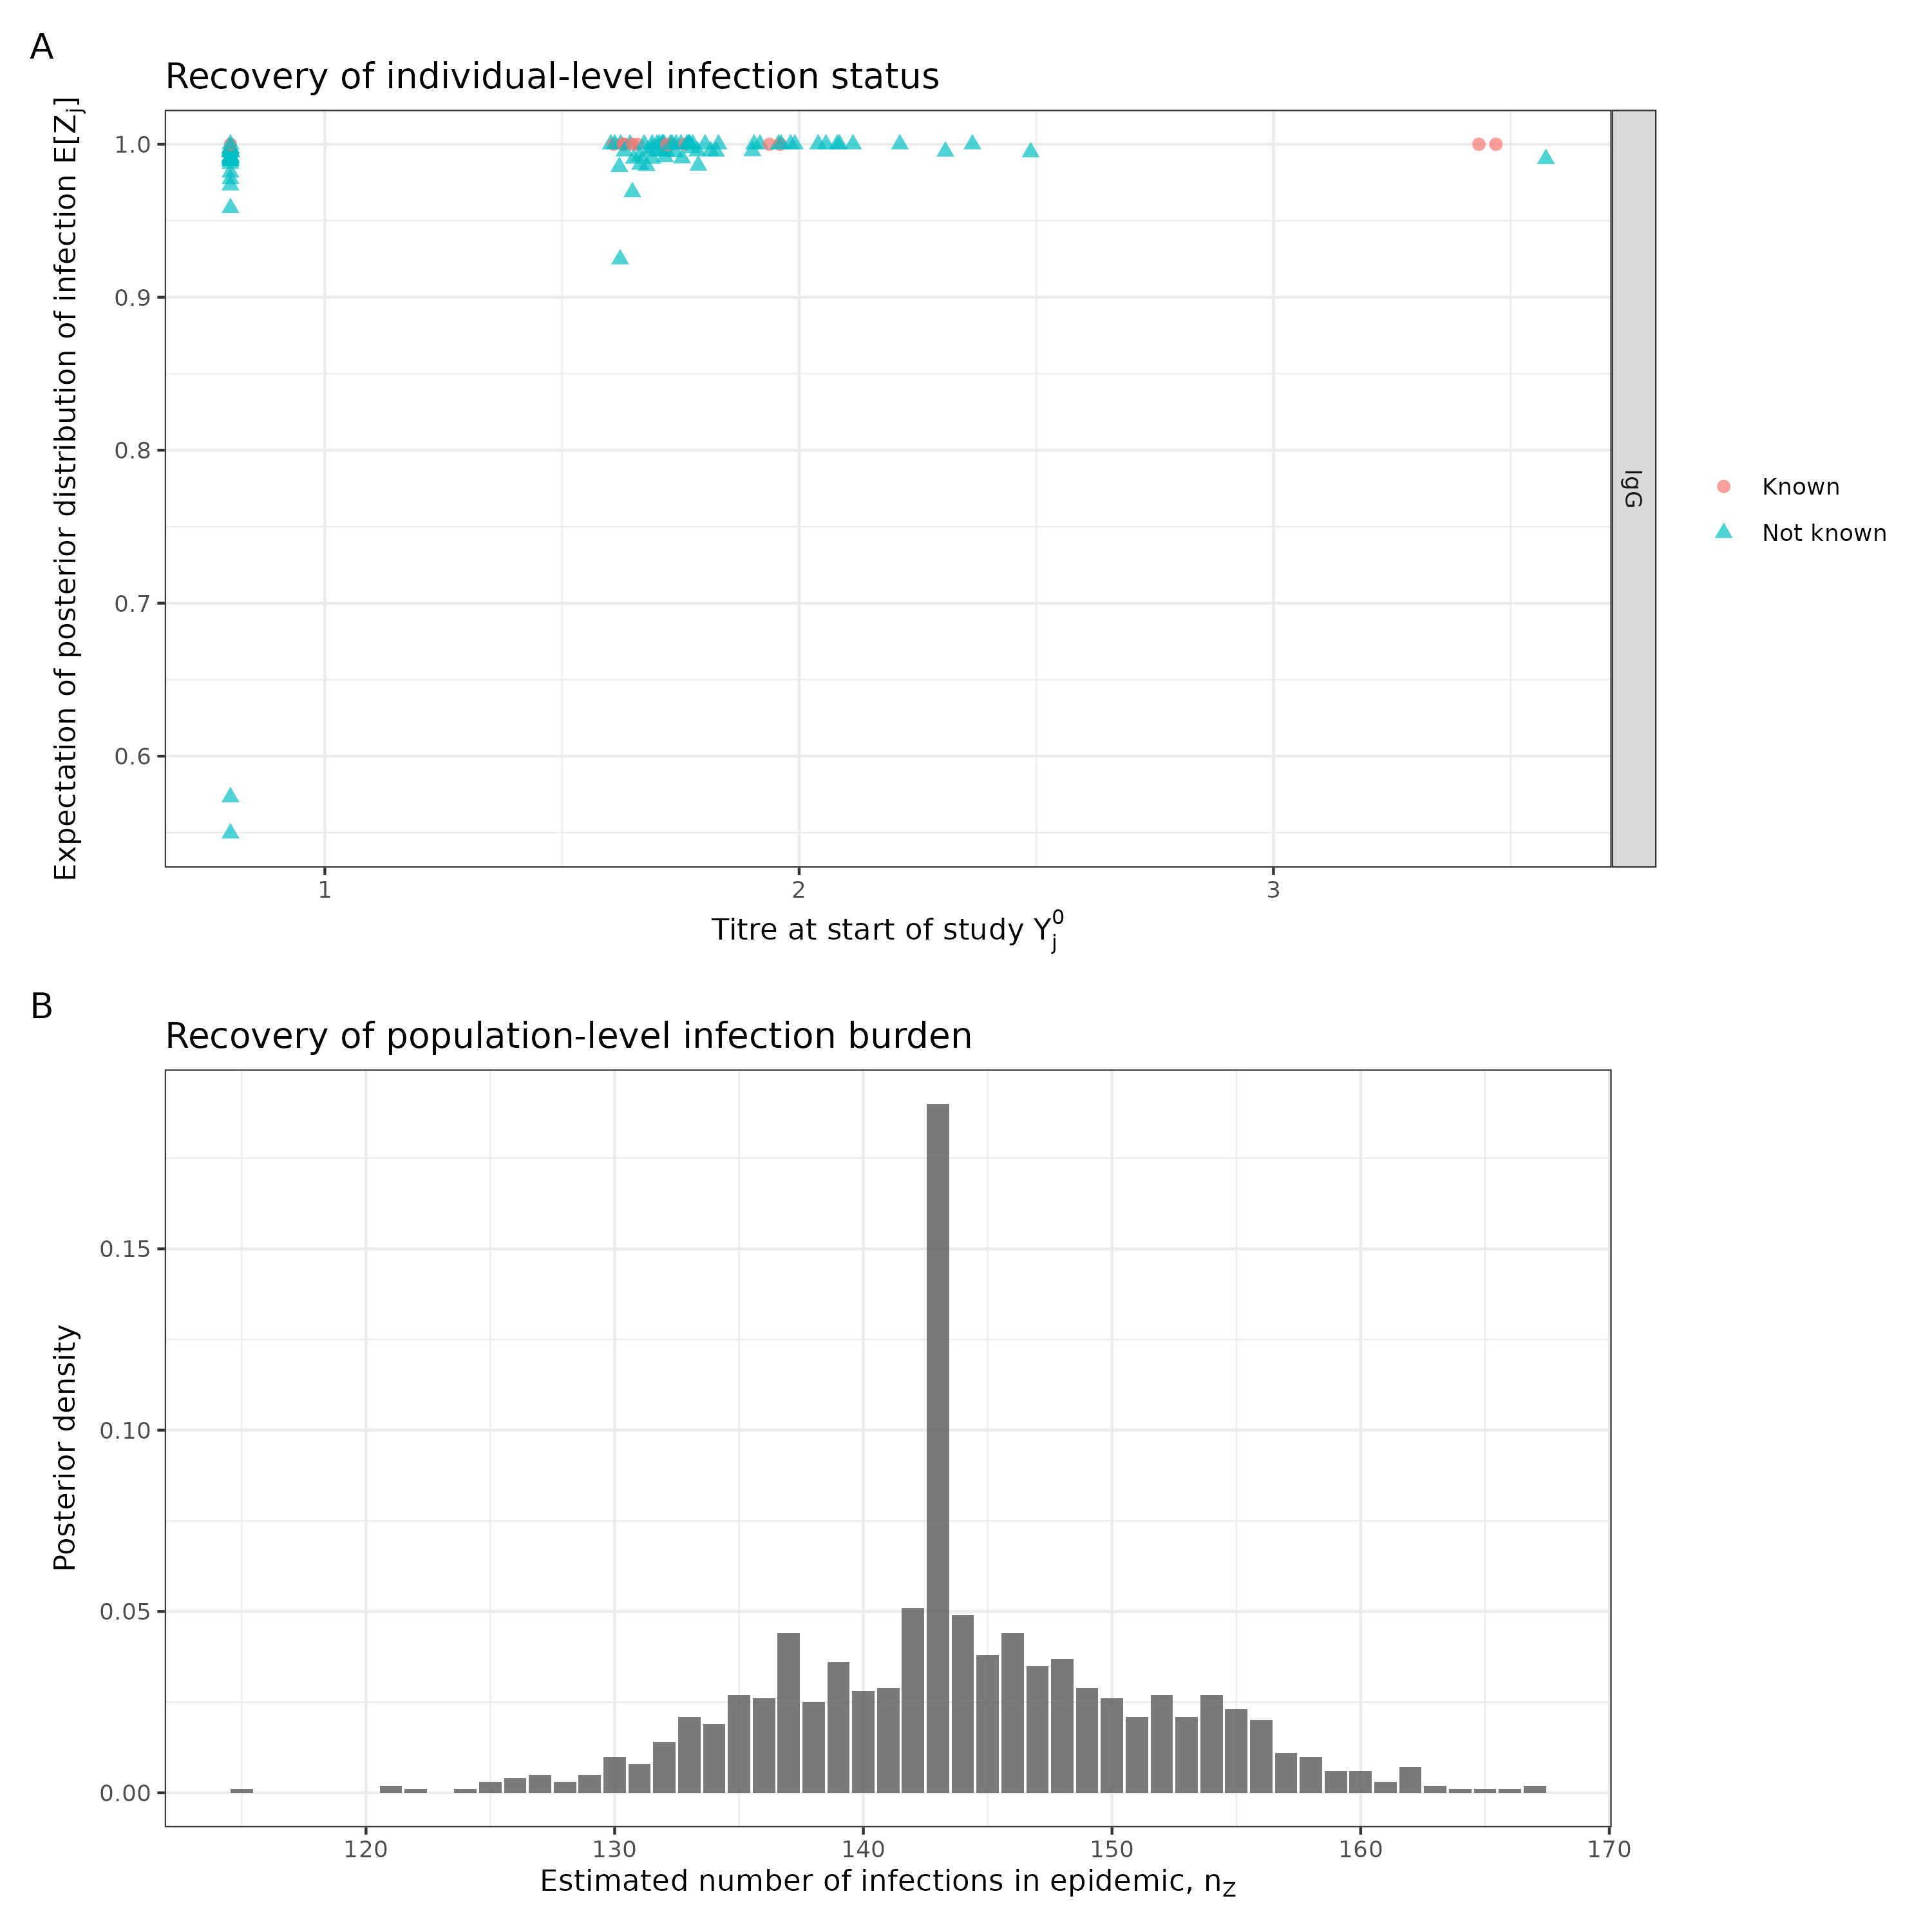 A
Recovery of individual-level infection status
Expectation of posterior distribution of infection E[Zj]
1.0
0.9
0.8
0.7
0.6
1 2 3
Titre at start of study Y0j
IgG
Known
Not known
B
Recovery of population-level infection burden
Posterior density
0.15
0.10
0.05
0.00
120 130 140 150 160 170
Estimated number of infections in epidemic, nZ